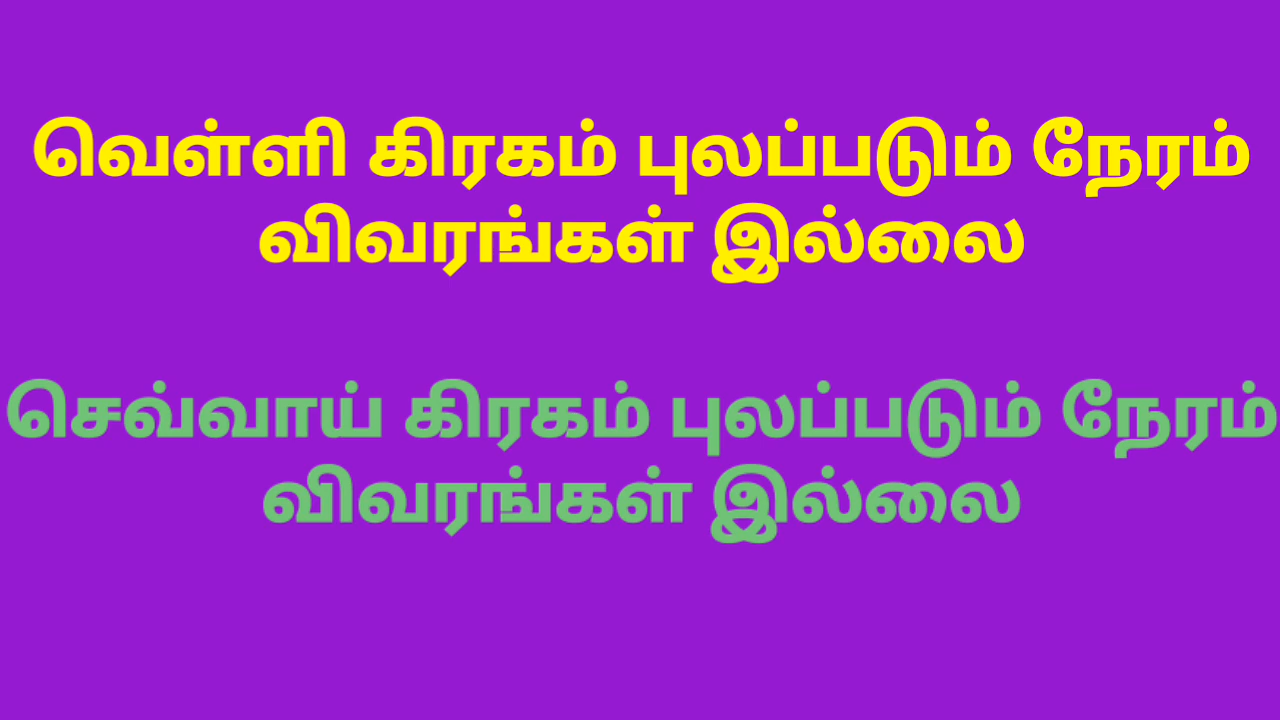 வெள்ளி கிரகம் புலப்படும் நேரம்
விவரங்கள் இல்லை
செவ்வாய் கிரகம் புலப்படும் நேரம்
விவரங்கள் இல்லை